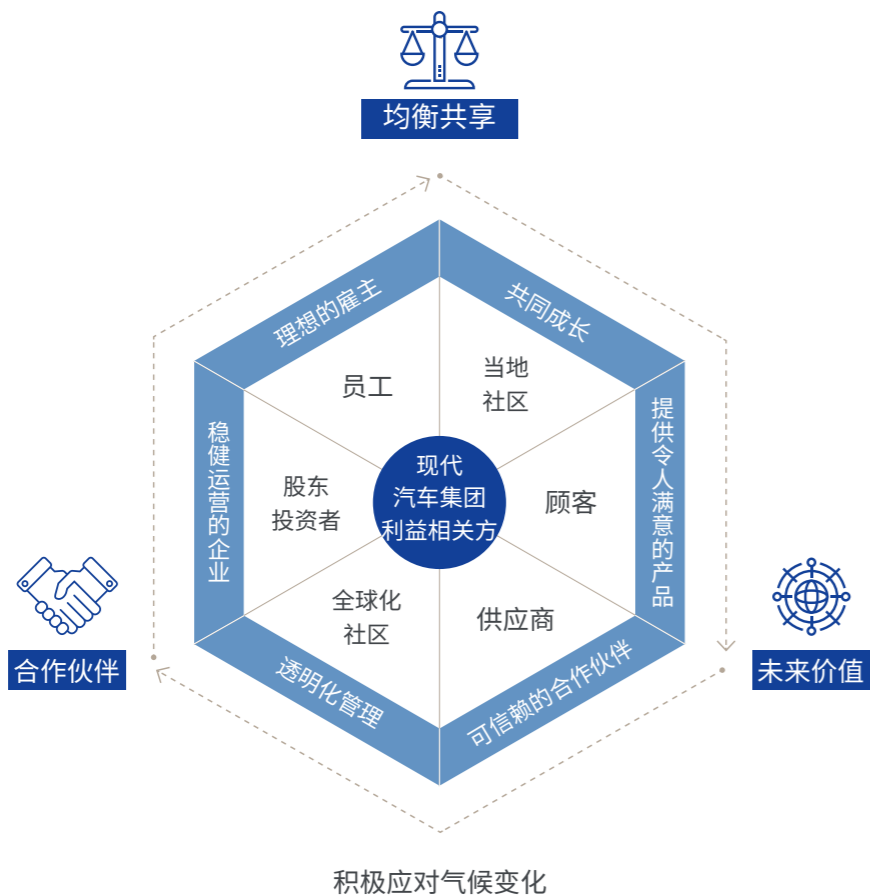 均衡共享
理想的雇主
共同成长
员工
当地
社区
稳健运营的企业
提供令人满意的产品
股东
投资者
现代
汽车集团
利益相关方
顾客
全球化
社区
供应商
合作伙伴
未来价值
透明化管理
可信赖的合作伙伴
积极应对气候变化